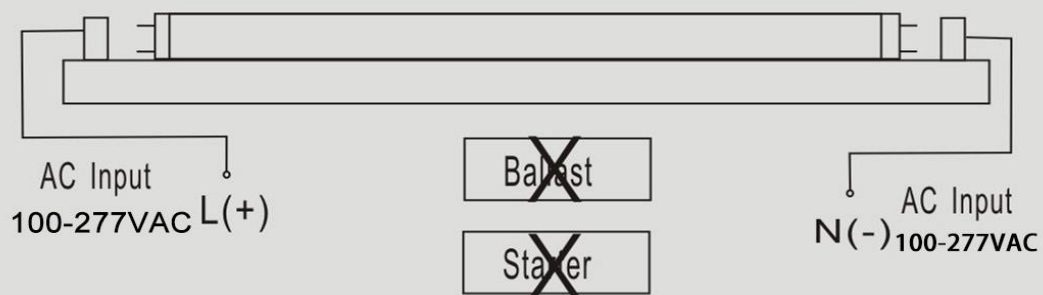 AC Input
100-277VAC L(+)
Ballast
Starter
AC Input
N(-) 100-277VAC